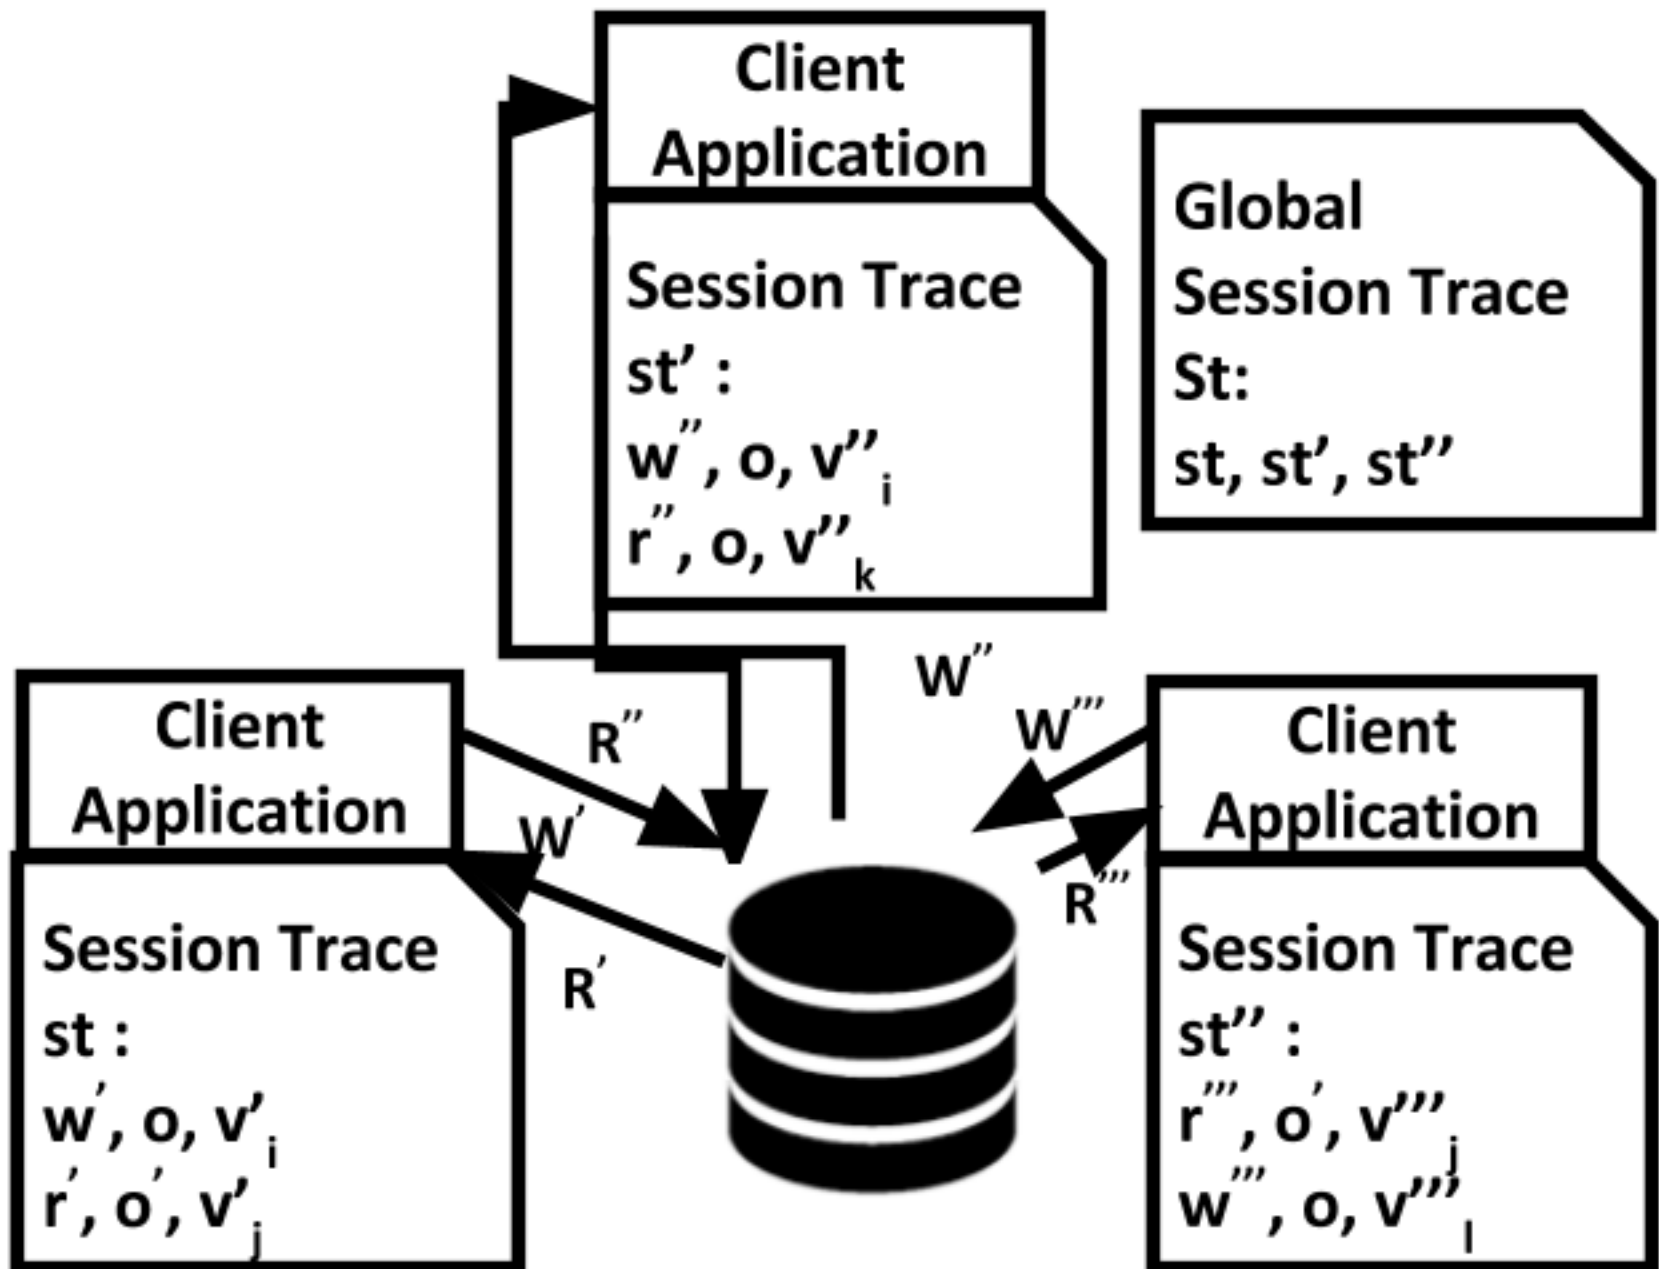 Client
Application
Session Trace
st’ :
w’’, o, v’’i
r’’, o, v’’k
Global
Session Trace
St:
st, st’, st’’
W’’
R’’
W’’’
R’’’
W’
R’
Client
Application
Session Trace
st :
w’, o, v’i
r’, o’, v’j
Client
Application
Session Trace
st’’ :
r’’’, o’, v’’’j
w’’’, o, v’’’l